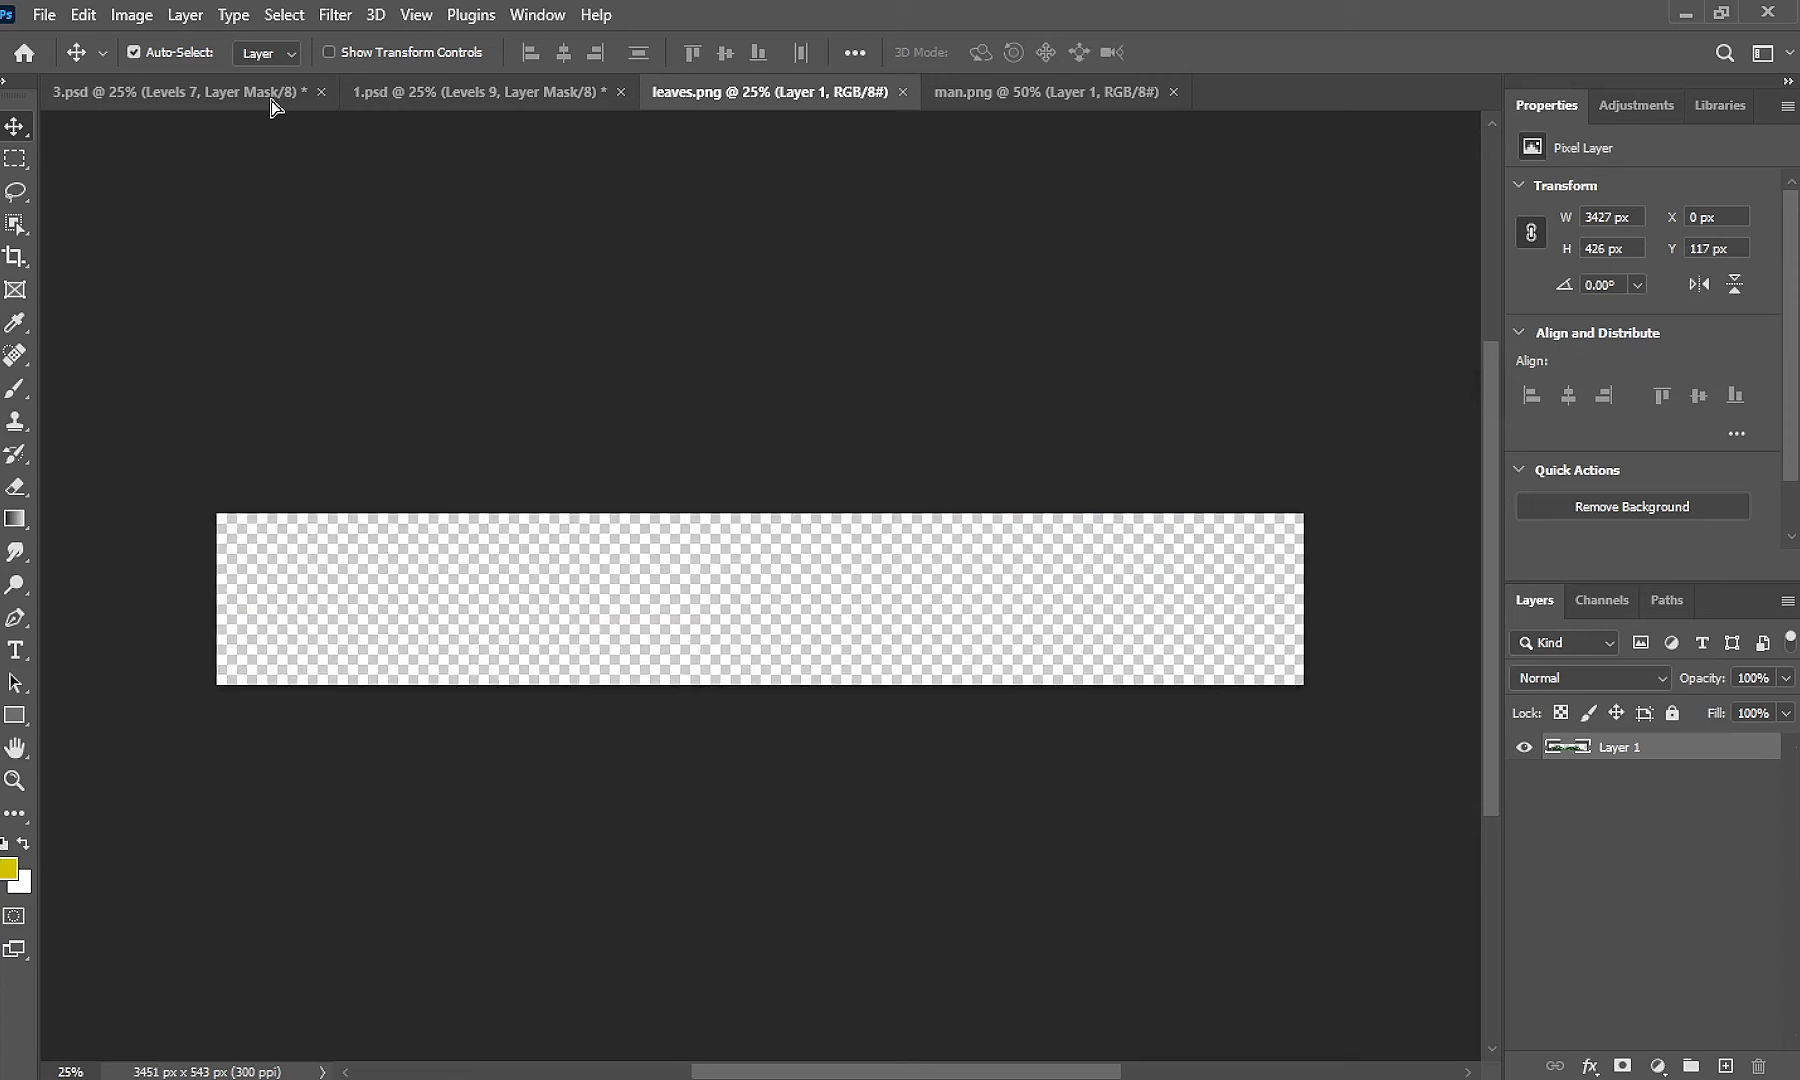 Ps File Edit Image Layer Type Select Filter 3D View Plugins Window Help
Auto-Select: Layer Show Transform Controls 3D Mode:
3.psd @ 25% (Levels 7, Layer Mask/8) * × 1.psd @ 25% (Levels 9, Layer Mask/8) * × leaves.png @ 25% (Layer 1, RGB/8#) × man.png @ 50% (Layer 1, RGB/8#) ×
Properties Adjustments Libraries
Pixel Layer
Transform
W 3427 px X 0 px
H 426 px Y 117 px
0.00°
Align and Distribute
Align:
Quick Actions
Remove Background
Layers Channels Paths
Kind
Normal Opacity: 100%
Lock: Fill: 100%
Layer 1
25% 3451 px x 543 px (300 ppi)